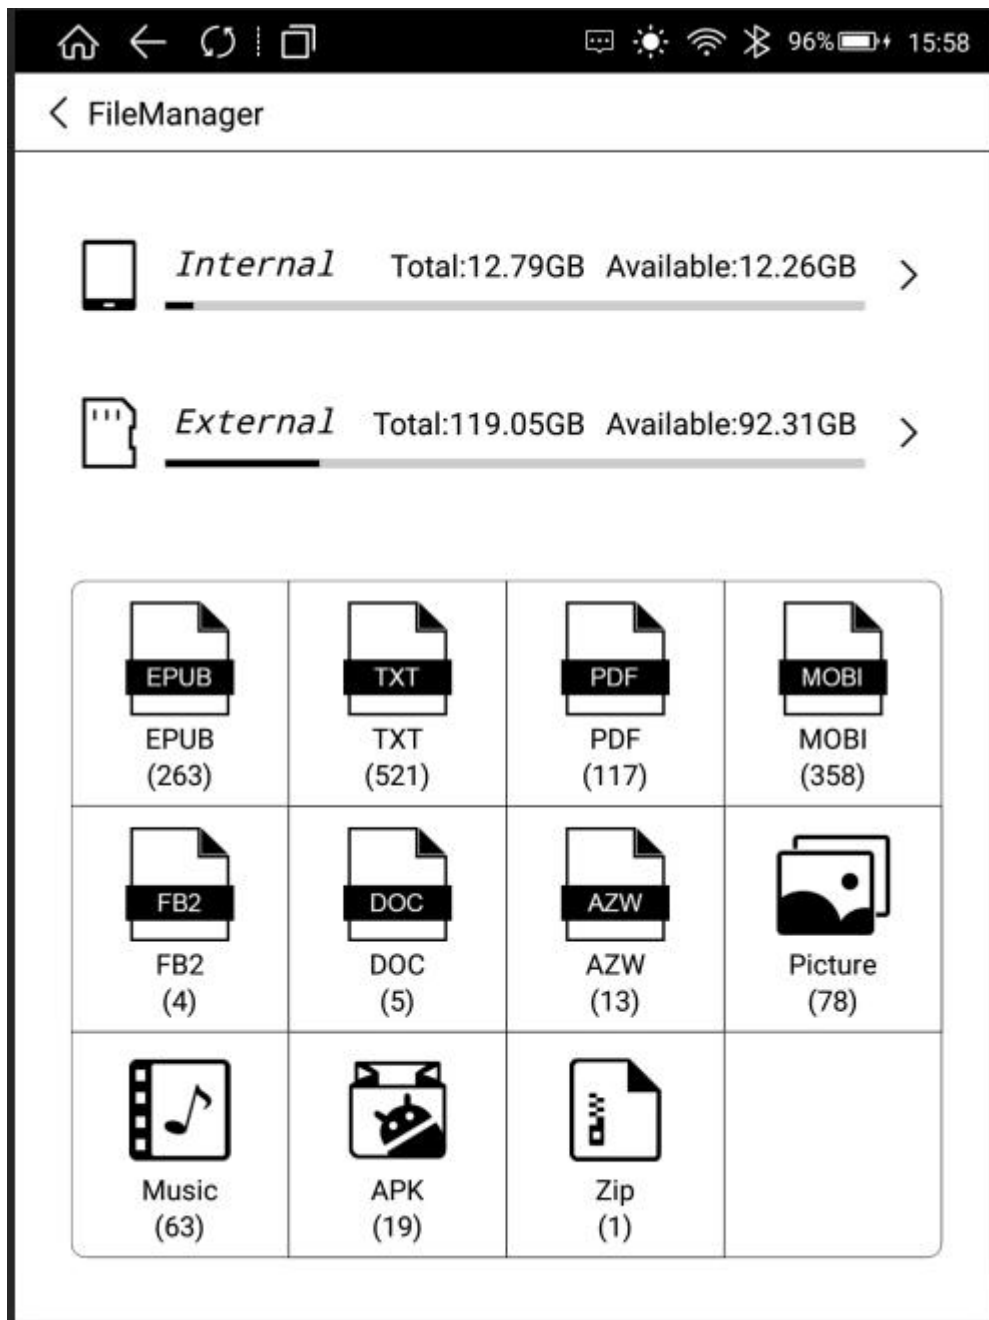 96% 15:58
FileManager
Internal Total:12.79GB Available:12.26GB
External Total:119.05GB Available:92.31GB
EPUB TXT PDF MOBI
EPUB TXT PDF MOBI
(263) (521) (117) (358)
FB2 DOC AZW
FB2 DOC AZW Picture
(4) (5) (13) (78)
Music APK Zip
(63) (19) (1)